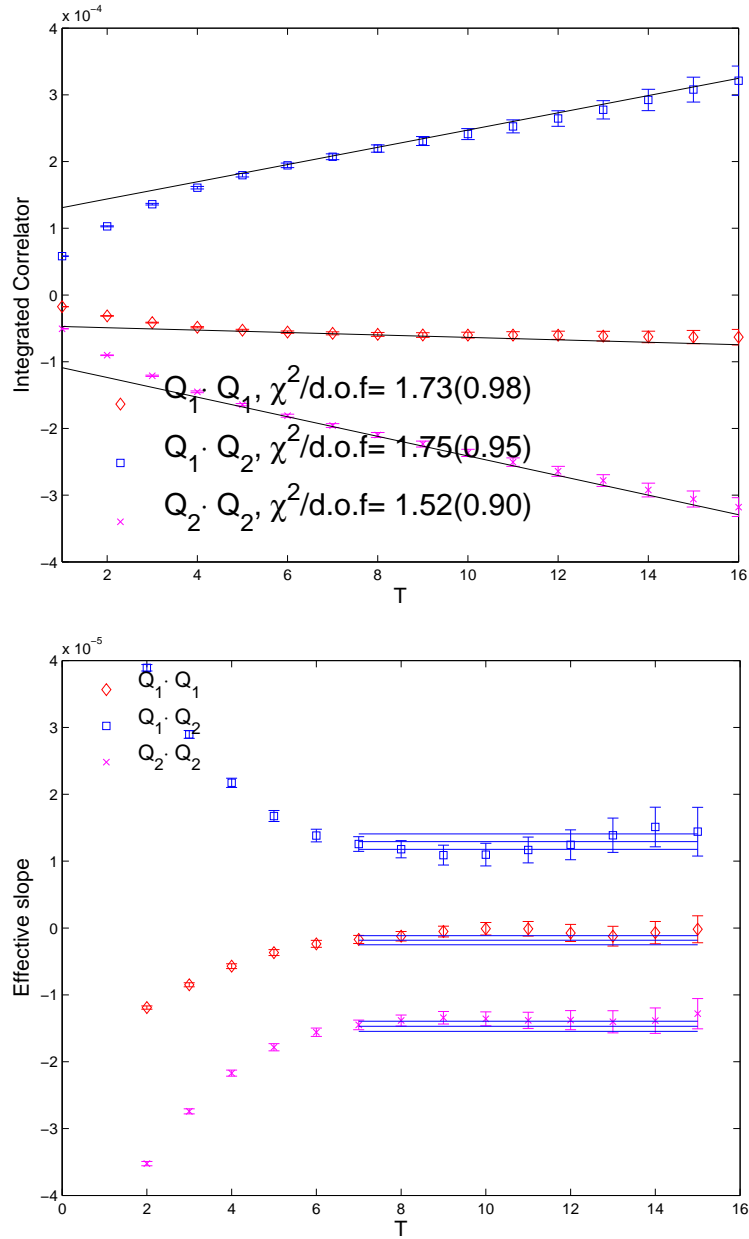 x 10⁻⁴
4
3
2
1
0
−1
−2
−3
−4
Integrated Correlator
Q₁· Q₁, χ²/d.o.f= 1.73(0.98)
Q₁· Q₂, χ²/d.o.f= 1.75(0.95)
Q₂· Q₂, χ²/d.o.f= 1.52(0.90)
2 4 6 8 10 12 14 16
T
x 10⁻⁵
4
3
2
1
0
−1
−2
−3
−4
Effective slope
Q₁· Q₁
Q₁· Q₂
Q₂· Q₂
0 2 4 6 8 10 12 14 16
T